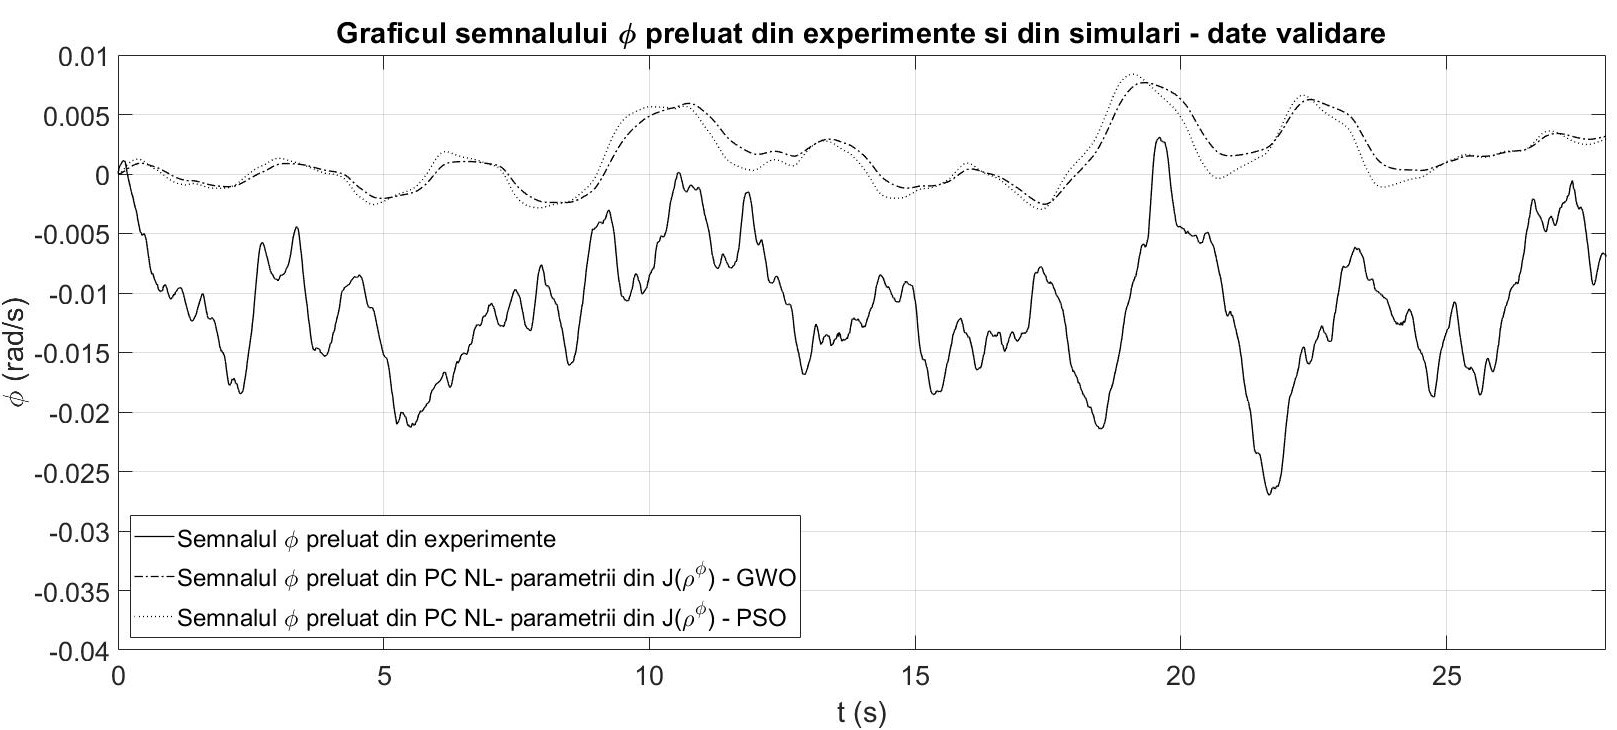 Graficul semnalului ϕ preluat din experimente si din simulari - date validare
0.01
0.005
0
-0.005
-0.01
-0.015
-0.02
-0.025
-0.03
-0.035
-0.04
ϕ (rad/s)
Semnalul ϕ preluat din experimente
Semnalul ϕ preluat din PC NL- parametrii din J(ρ^ϕ) - GWO
Semnalul ϕ preluat din PC NL- parametrii din J(ρ^ϕ) - PSO
0 5 10 15 20 25
t (s)